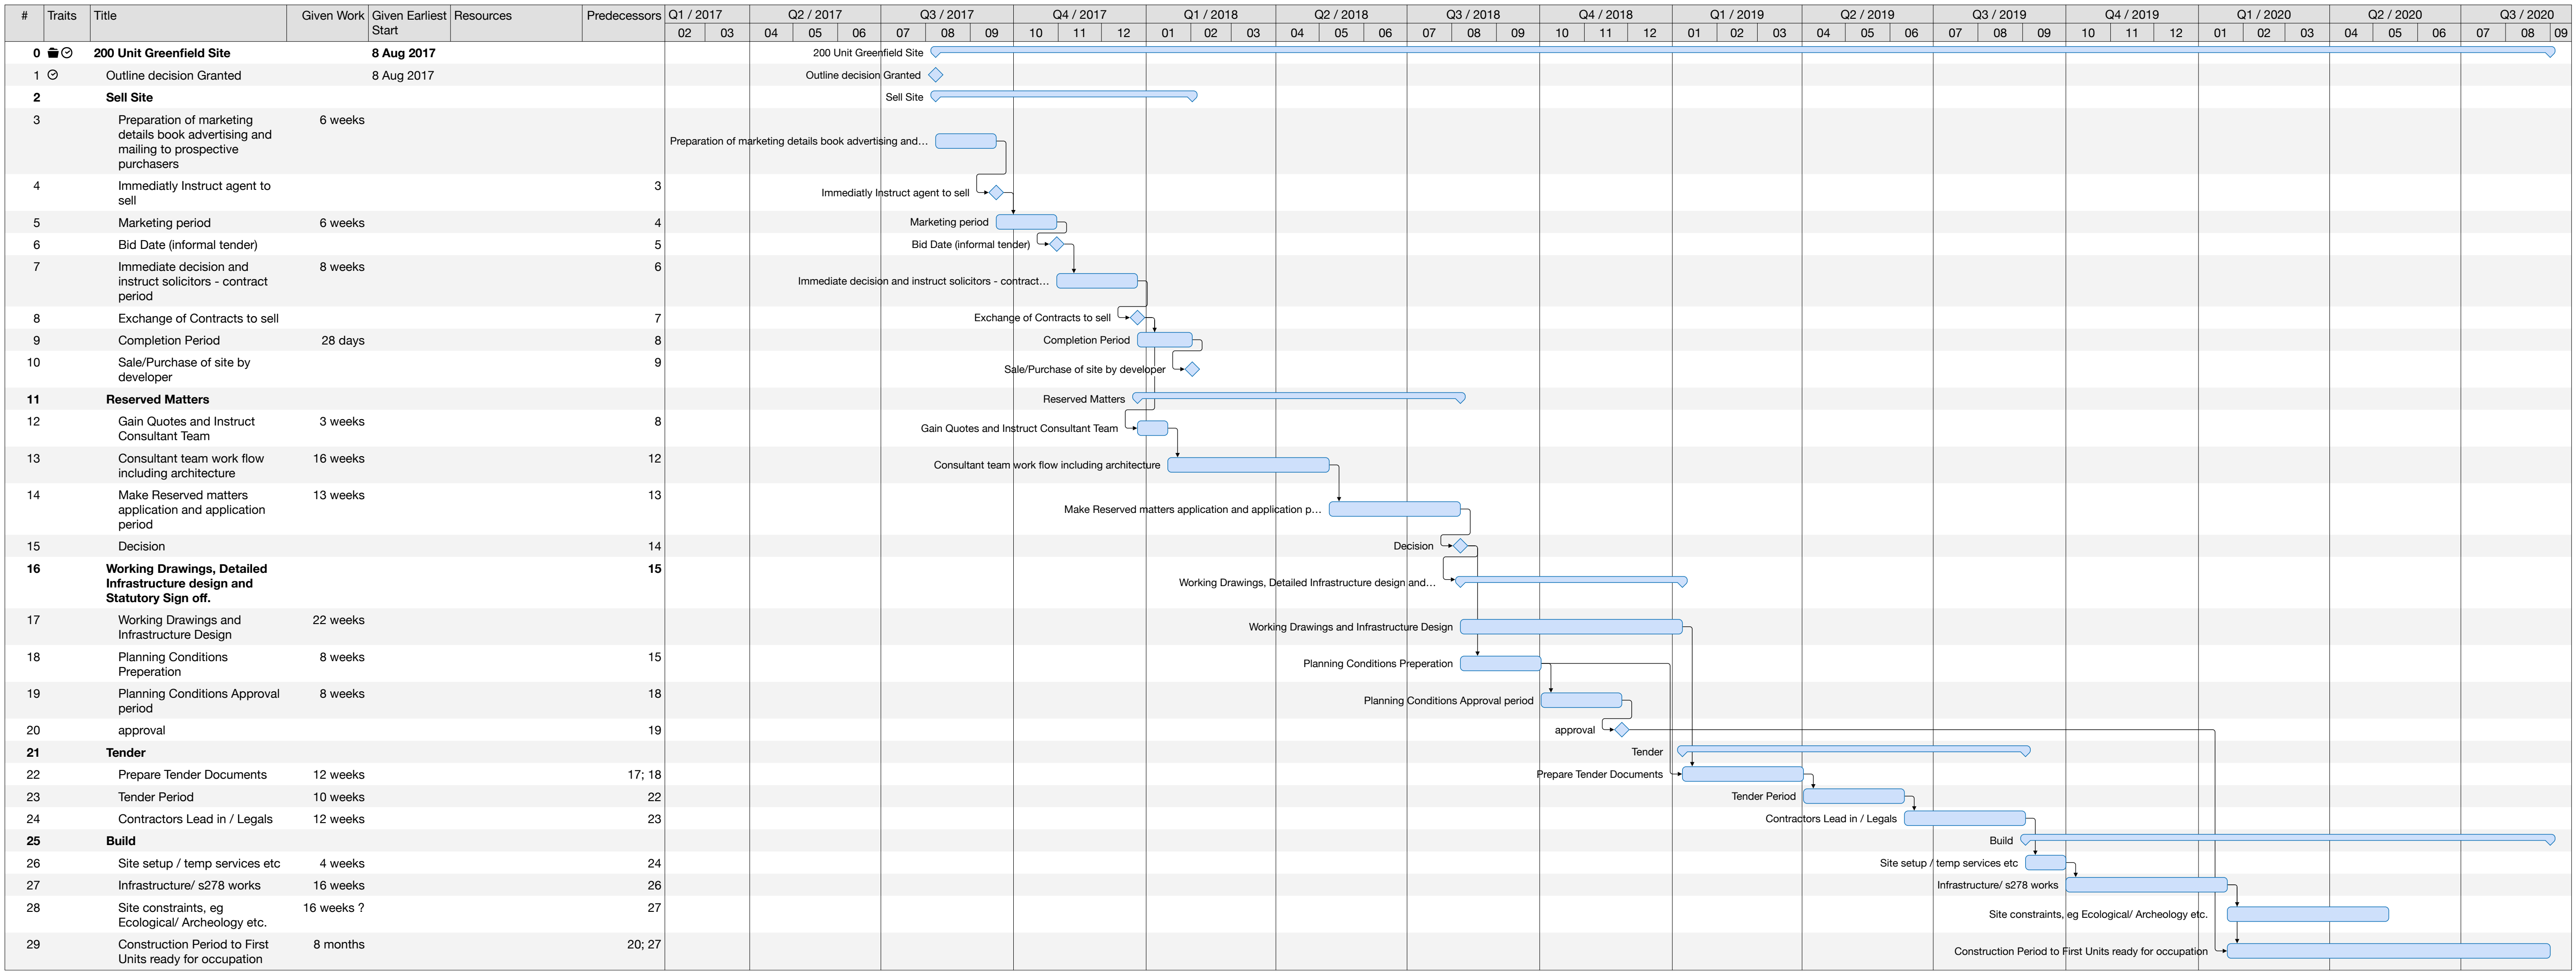 # Traits Title Given Work Given Earliest Start Resources Predecessors Q1 / 2017 Q2 / 2017 Q3 / 2017 Q4 / 2017 Q1 / 2018 Q2 / 2018 Q3 / 2018 Q4 / 2018 Q1 / 2019 Q2 / 2019 Q3 / 2019 Q4 / 2019 Q1 / 2020 Q2 / 2020 Q3 / 2020
02 03 04 05 06 07 08 09 10 11 12 01 02 03 04 05 06 07 08 09 10 11 12 01 02 03 04 05 06 07 08 09 10 11 12 01 02 03 04 05 06 07 08 09
0 200 Unit Greenfield Site 8 Aug 2017 200 Unit Greenfield Site
1 Outline decision Granted 8 Aug 2017 Outline decision Granted
2 Sell Site Sell Site
3 Preparation of marketing 6 weeks
details book advertising and
mailing to prospective
purchasers
Preparation of marketing details book advertising and…
4 Immediatly Instruct agent to 3
sell
Immediatly Instruct agent to sell
5 Marketing period 6 weeks 4 Marketing period
6 Bid Date (informal tender) 5 Bid Date (informal tender)
7 Immediate decision and 8 weeks 6
instruct solicitors - contract
period
Immediate decision and instruct solicitors - contract…
8 Exchange of Contracts to sell 7 Exchange of Contracts to sell
9 Completion Period 28 days 8 Completion Period
10 Sale/Purchase of site by 9
developer
Sale/Purchase of site by developer
11 Reserved Matters Reserved Matters
12 Gain Quotes and Instruct 3 weeks 8
Consultant Team
Gain Quotes and Instruct Consultant Team
13 Consultant team work flow 16 weeks 12
including architecture
Consultant team work flow including architecture
14 Make Reserved matters 13 weeks 13
application and application
period
Make Reserved matters application and application p…
15 Decision 14 Decision
16 Working Drawings, Detailed 15
Infrastructure design and
Statutory Sign off.
Working Drawings, Detailed Infrastructure design and…
17 Working Drawings and 22 weeks
Infrastructure Design
Working Drawings and Infrastructure Design
18 Planning Conditions 8 weeks 15
Preperation
Planning Conditions Preperation
19 Planning Conditions Approval 8 weeks 18
period
Planning Conditions Approval period
20 approval 19 approval
21 Tender Tender
22 Prepare Tender Documents 12 weeks 17; 18 Prepare Tender Documents
23 Tender Period 10 weeks 22 Tender Period
24 Contractors Lead in / Legals 12 weeks 23 Contractors Lead in / Legals
25 Build Build
26 Site setup / temp services etc 4 weeks 24 Site setup / temp services etc
27 Infrastructure/ s278 works 16 weeks 26 Infrastructure/ s278 works
28 Site constraints, eg 16 weeks ? 27
Ecological/ Archeology etc.
Site constraints, eg Ecological/ Archeology etc.
29 Construction Period to First 8 months 20; 27
Units ready for occupation
Construction Period to First Units ready for occupation